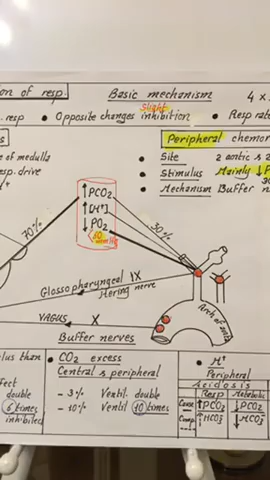 on of resp. Basic mechanism 4 x
Slight
. resp • Opposite changes inhibition • Resp rat
Peripheral chemor
e of medulla • Site 2 aortic & 2
esp. drive • Stimulus Mainly ↓P
H⁺ • Mechanism Buffer n
↑ PCO₂
↑ [H⁺]
↓ PO₂
70% 30%
Glossopharyngeal IX
Hering nerve
Arch of aorta
VAGUS X
Buffer nerves
ulus than • CO₂ excess • H⁺
Central & peripheral Peripheral
Acidosis
fect Resp Metabolic
double – 3% Ventil. double Cause ↑PCO₂ ↓PCO₂
6 times – 10% Ventil 10 times Comp. ↑HCO₃⁻ ↓HCO₃⁻
inhibited